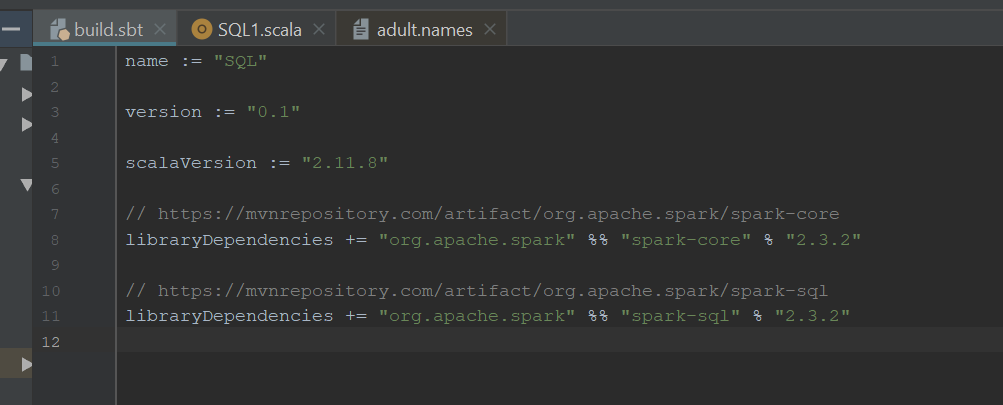 build.sbt SQL1.scala adult.names
1 name := "SQL"
2
3 version := "0.1"
4
5 scalaVersion := "2.11.8"
6
7 // https://mvnrepository.com/artifact/org.apache.spark/spark-core
8 libraryDependencies += "org.apache.spark" %% "spark-core" % "2.3.2"
9
10 // https://mvnrepository.com/artifact/org.apache.spark/spark-sql
11 libraryDependencies += "org.apache.spark" %% "spark-sql" % "2.3.2"
12